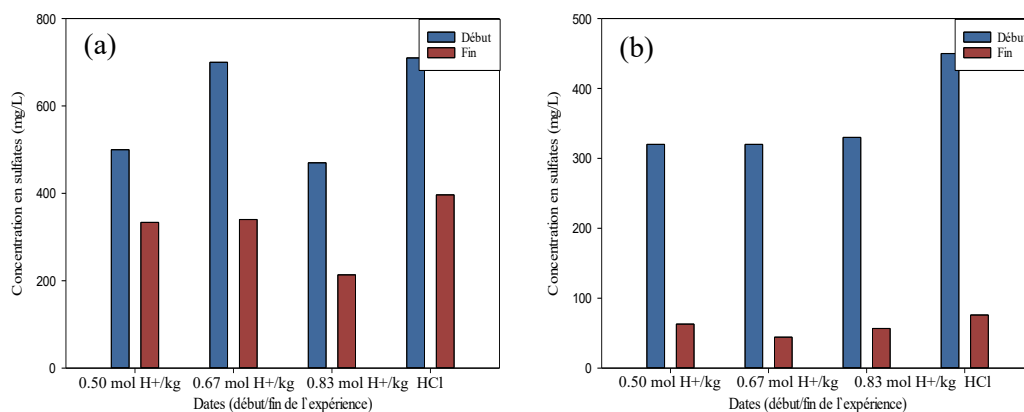 (a)
Début
Fin
Concentration en sulfates (mg/L)
800
600
400
200
0
0.50 mol H+/kg 0.67 mol H+/kg 0.83 mol H+/kg HCl
Dates (début/fin de l'expérience)
(b)
Début
Fin
Concentration en sulfates (mg/L)
500
400
300
200
100
0
0.50 mol H+/kg 0.67 mol H+/kg 0.83 mol H+/kg HCl
Dates (début/fin de l'expérience)